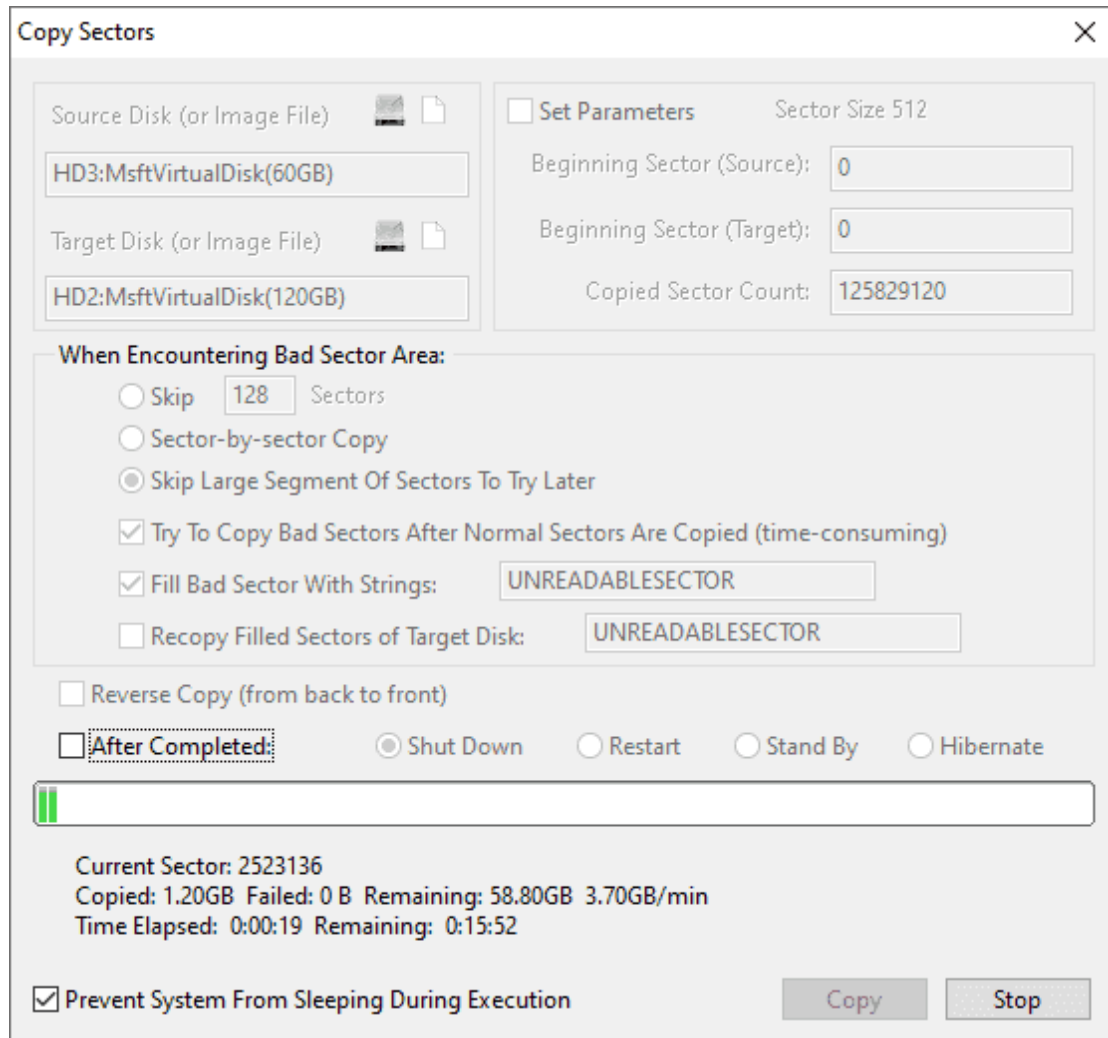 Copy Sectors
Source Disk (or Image File)
HD3:MsftVirtualDisk(60GB)
Target Disk (or Image File)
HD2:MsftVirtualDisk(120GB)
Set Parameters Sector Size 512
Beginning Sector (Source): 0
Beginning Sector (Target): 0
Copied Sector Count: 125829120
When Encountering Bad Sector Area:
Skip 128 Sectors
Sector-by-sector Copy
Skip Large Segment Of Sectors To Try Later
Try To Copy Bad Sectors After Normal Sectors Are Copied (time-consuming)
Fill Bad Sector With Strings: UNREADABLESECTOR
Recopy Filled Sectors of Target Disk: UNREADABLESECTOR
Reverse Copy (from back to front)
After Completed: Shut Down Restart Stand By Hibernate
Current Sector: 2523136
Copied: 1.20GB Failed: 0 B Remaining: 58.80GB 3.70GB/min
Time Elapsed: 0:00:19 Remaining: 0:15:52
Prevent System From Sleeping During Execution Copy Stop